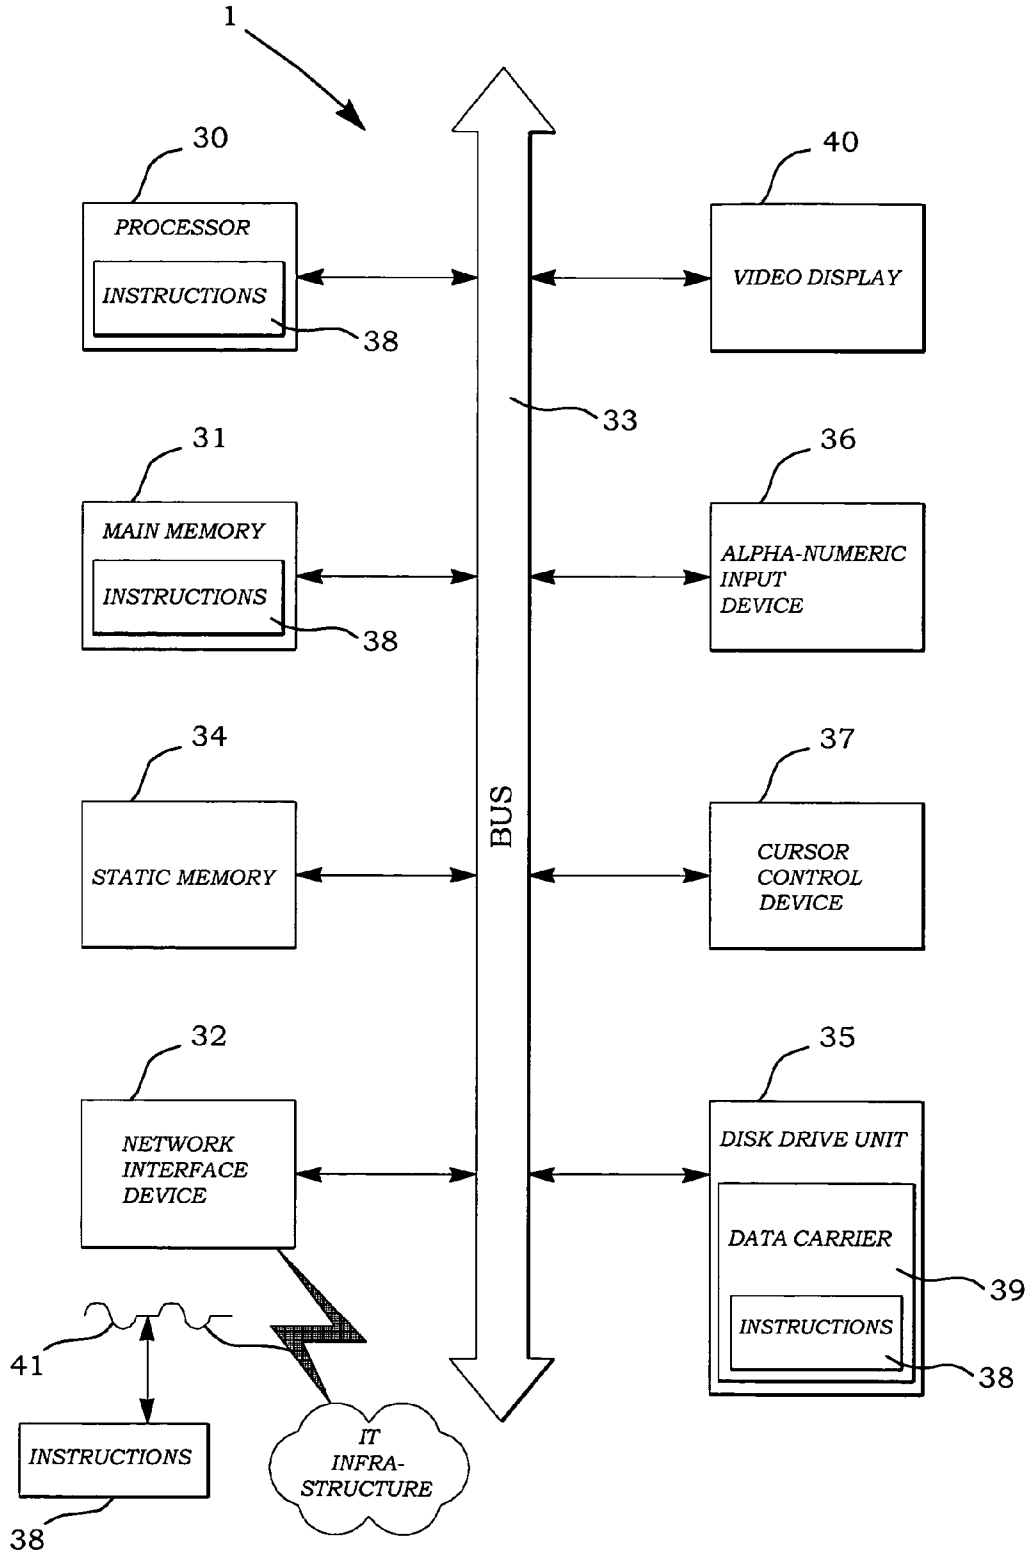 1
30
PROCESSOR
INSTRUCTIONS
38
40
VIDEO DISPLAY
33
31
MAIN MEMORY
INSTRUCTIONS
38
36
ALPHA-NUMERIC
INPUT
DEVICE
34
STATIC MEMORY
BUS
37
CURSOR
CONTROL
DEVICE
32
NETWORK
INTERFACE
DEVICE
35
DISK DRIVE UNIT
DATA CARRIER
39
INSTRUCTIONS
38
41
INSTRUCTIONS
38
IT
INFRA-
STRUCTURE